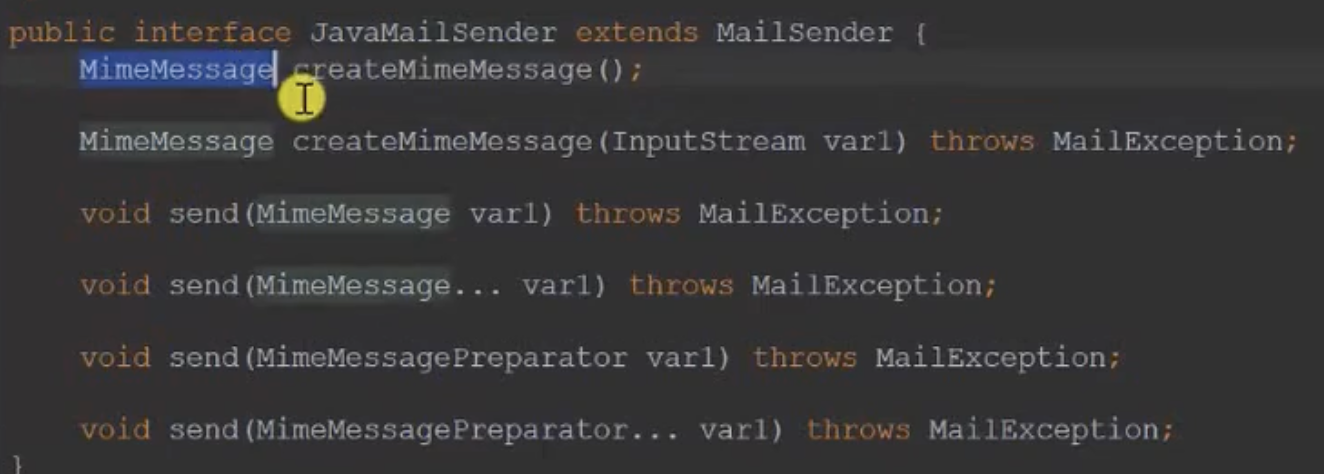 public interface JavaMailSender extends MailSender {
MimeMessage createMimeMessage();
MimeMessage createMimeMessage(InputStream var1) throws MailException;
void send(MimeMessage var1) throws MailException;
void send(MimeMessage... var1) throws MailException;
void send(MimeMessagePreparator var1) throws MailException;
void send(MimeMessagePreparator... var1) throws MailException;
}